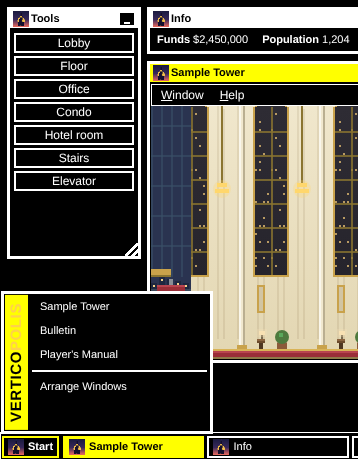 Tools
Lobby
Floor
Office
Condo
Hotel room
Stairs
Elevator
Info
Funds $2,450,000 Population 1,204
Sample Tower
Window Help
VERTICOPOLIS
Sample Tower
Bulletin
Player's Manual
Arrange Windows
Start
Sample Tower
Info